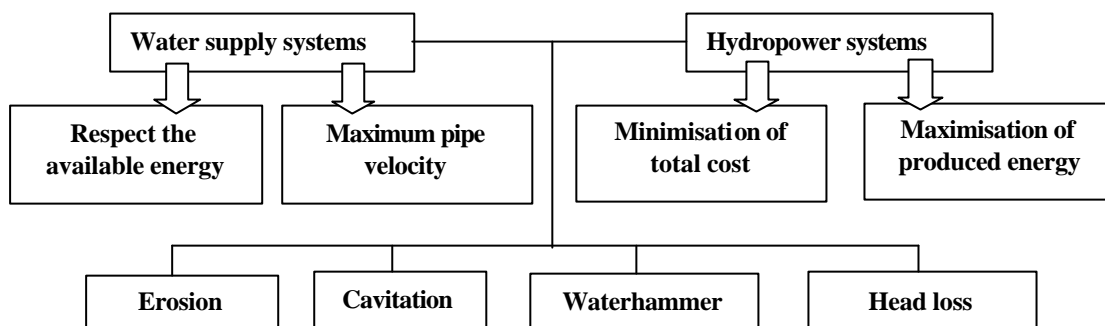 Water supply systems
Hydropower systems
Respect the
available energy
Maximum pipe
velocity
Minimisation of
total cost
Maximisation of
produced energy
Erosion
Cavitation
Waterhammer
Head loss